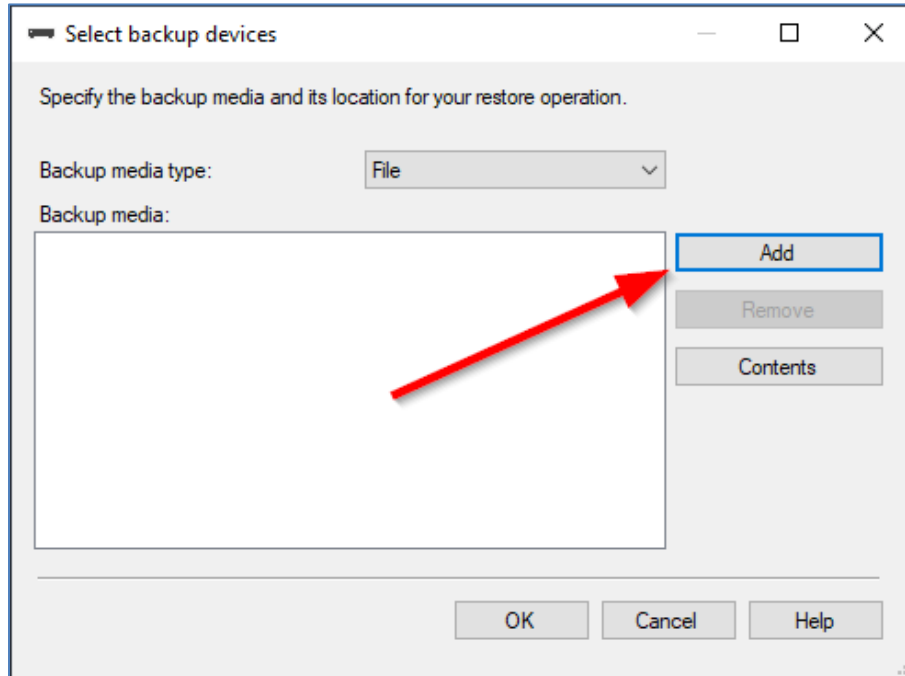 Select backup devices
Specify the backup media and its location for your restore operation.
Backup media type:
File
Backup media:
Add
Remove
Contents
OK
Cancel
Help